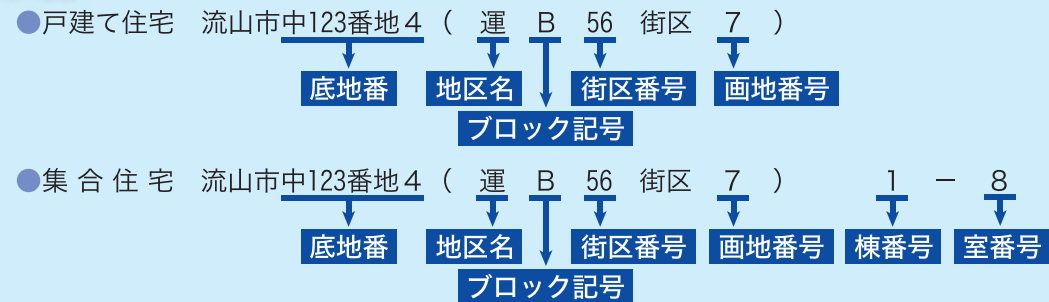 ●戸建て住宅　流山市中123番地4（　運　B　56　街区　7　）
底地番　地区名　街区番号　画地番号
ブロック記号
●集合住宅　流山市中123番地4（　運　B　56　街区　7　）　1－8
底地番　地区名　街区番号　画地番号　棟番号　室番号
ブロック記号